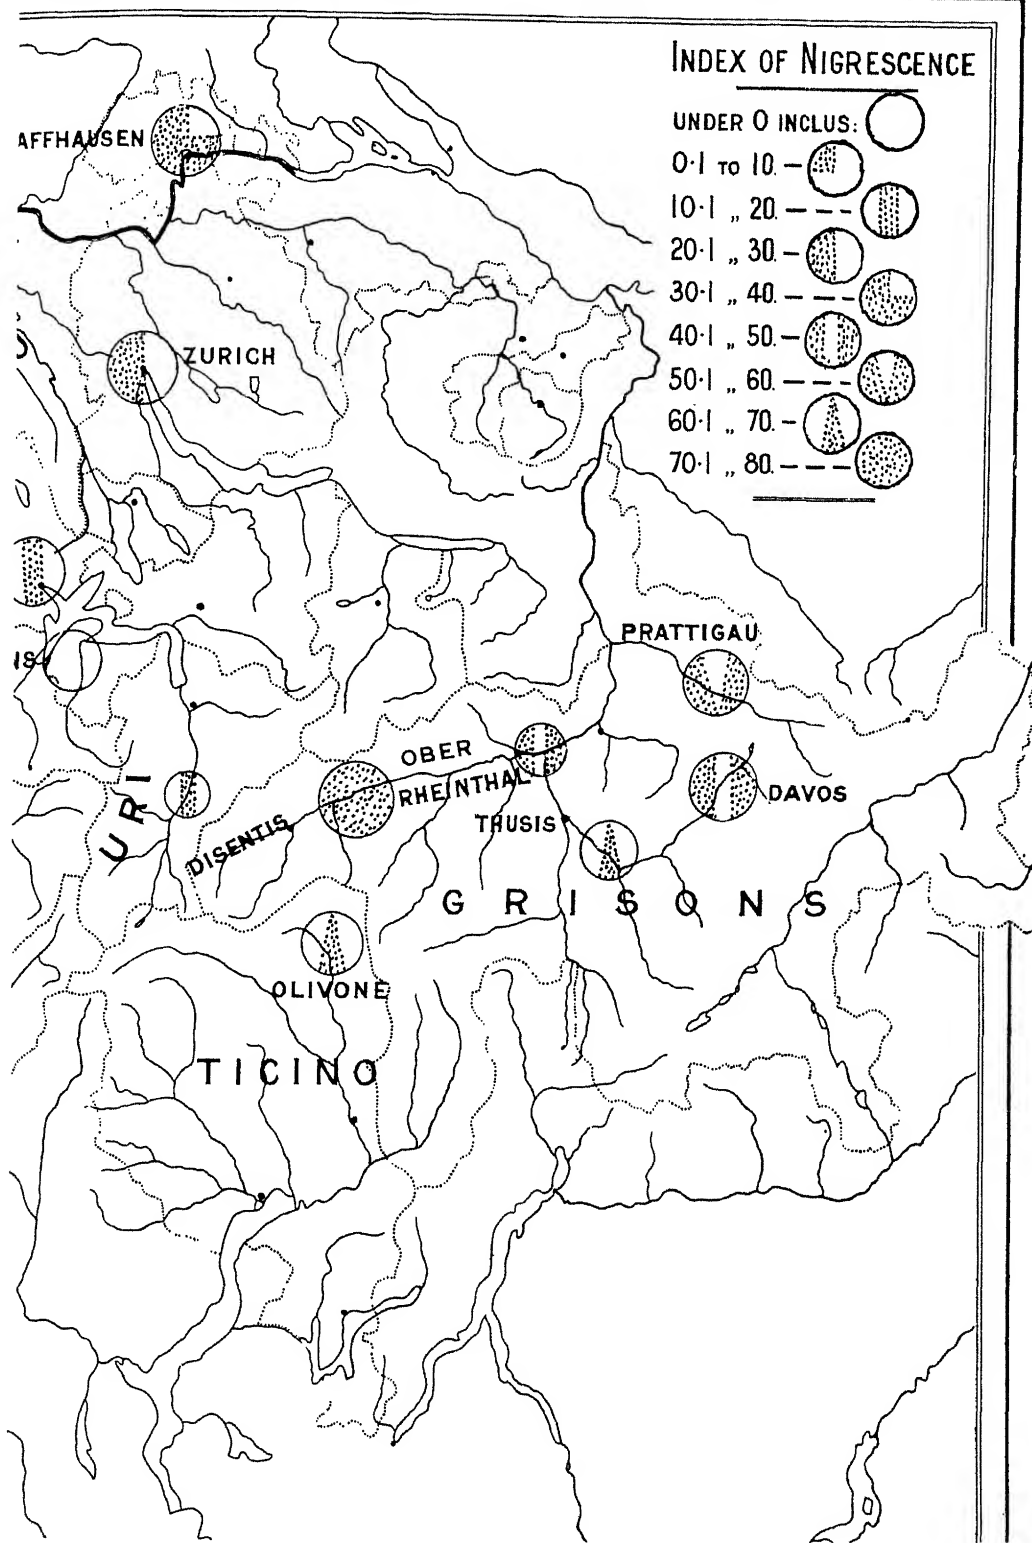 INDEX OF NIGRESCENCE
UNDER 0 INCLUS:
0·1 TO 10. –
10·1 „ 20. – – –
20·1 „ 30. –
30·1 „ 40. – – –
40·1 „ 50. –
50·1 „ 60. – – –
60·1 „ 70. –
70·1 „ 80. – – –
AFFHAUSEN
ZURICH
PRATTIGAU
IS
OBER
RHEINTHAL
DAVOS
URI
DISENTIS
THUSIS
GRISONS
OLIVONE
TICINO